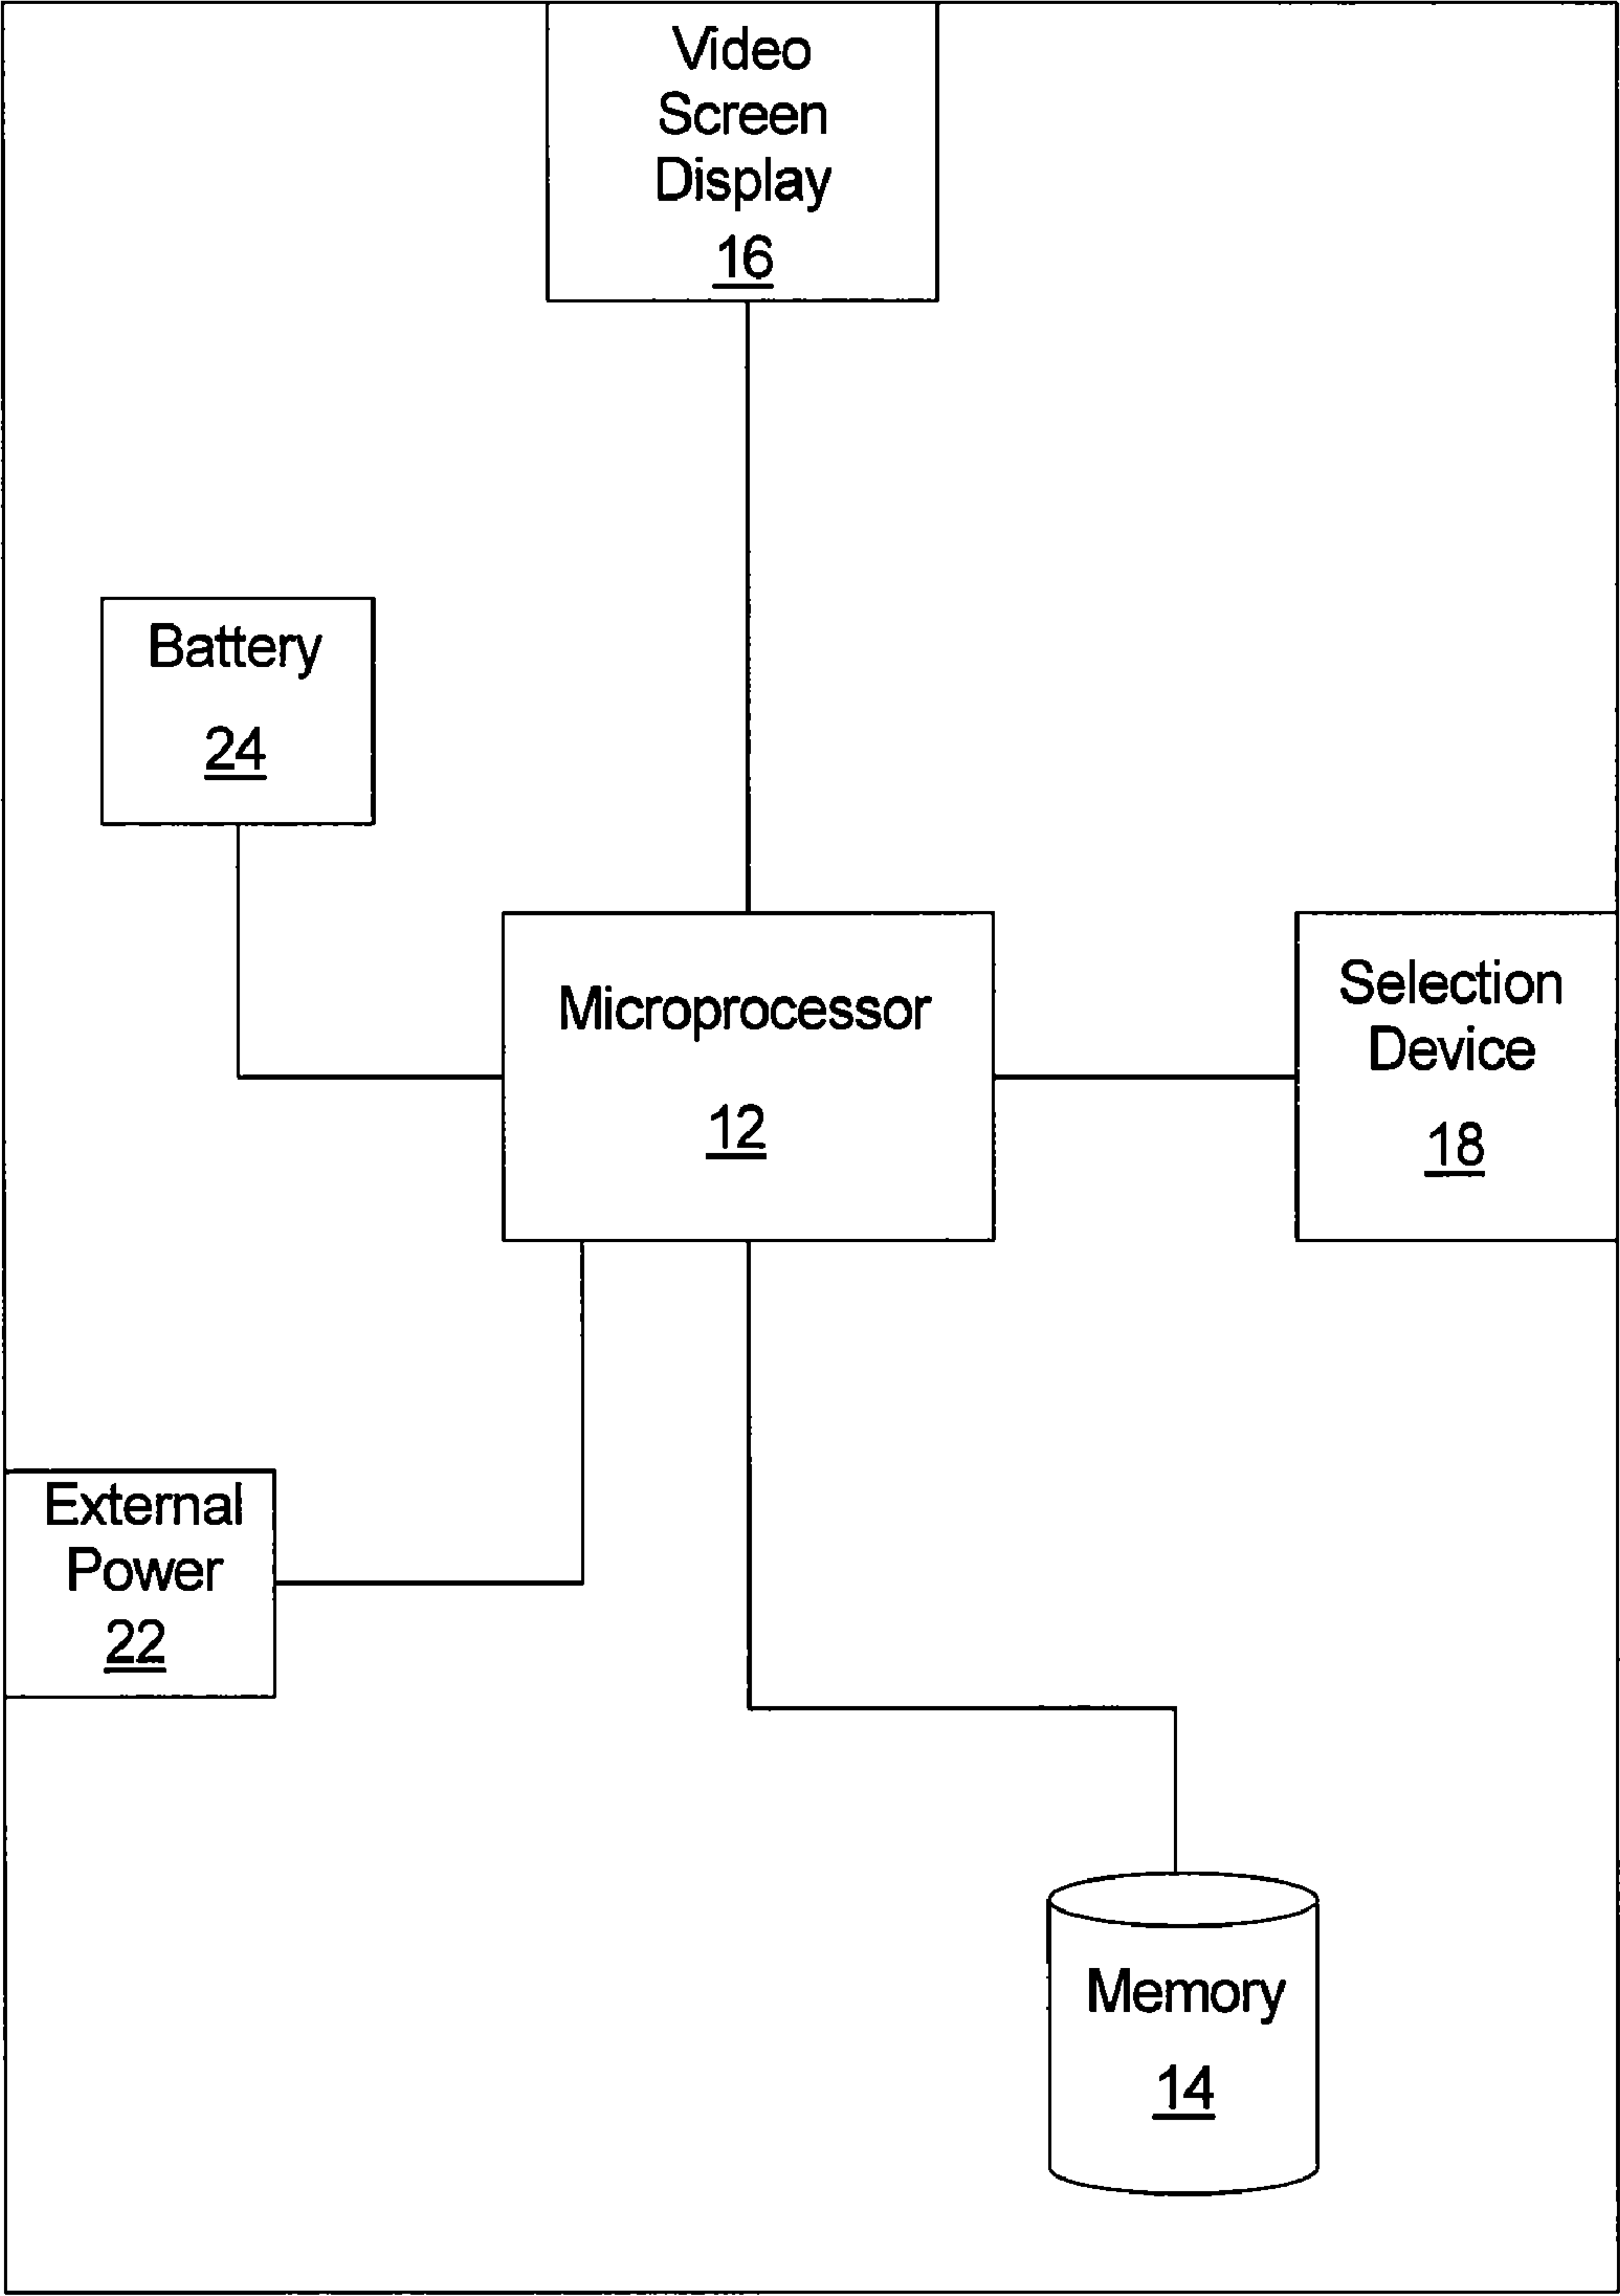 Video
Screen
Display
16
Battery
24
Microprocessor
12
Selection
Device
18
External
Power
22
Memory
14